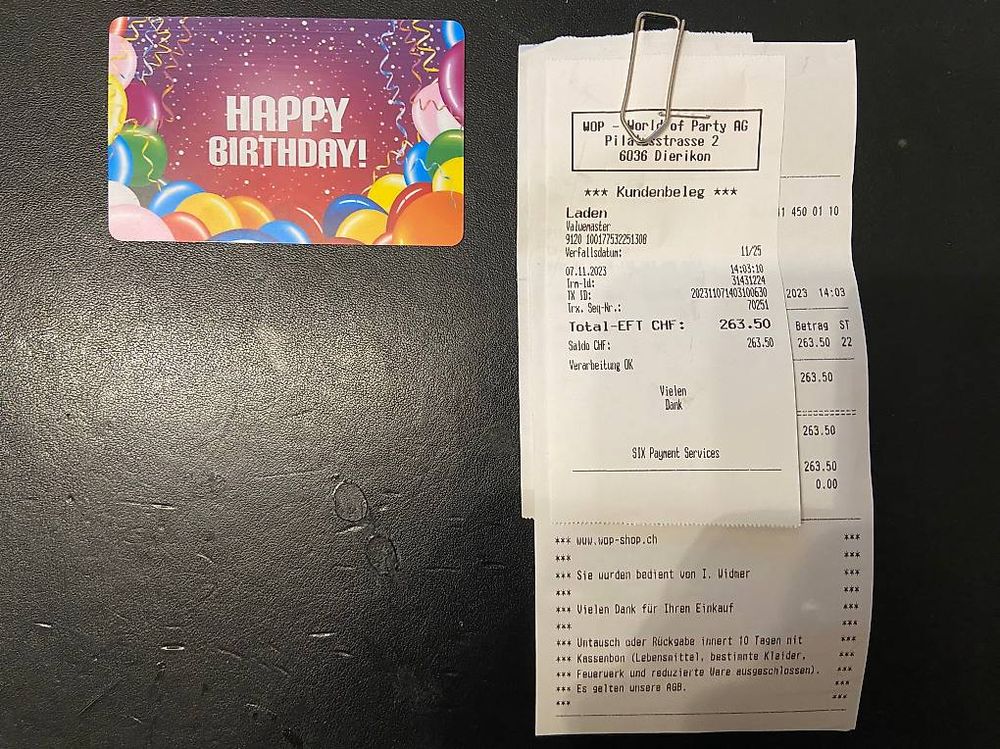 HAPPY
BIRTHDAY!
WOP - World of Party AG
Pilatusstrasse 2
6036 Dierikon
*** Kundenbeleg ***
Laden
Valuemaster
9120 100177532251308
Verfallsdatum: 11/25
07.11.2023 14:03:10
Trm-Id: 31431224
TX ID: 202311071403100630
Trx. Seq-Nr.: 70251
Total-EFT CHF: 263.50
Saldo CHF: 263.50
Verarbeitung OK
Vielen
Dank
SIX Payment Services
450 01 10
2023 14:03
Betrag ST
263.50 22
263.50
263.50
263.50
0.00
*** www.wop-shop.ch ***
*** ***
*** Sie wurden bedient von I. Widmer ***
*** ***
*** Vielen Dank für Ihren Einkauf ***
*** ***
*** Umtausch oder Rückgabe innert 10 Tagen mit ***
*** Kassenbon (Lebensmittel, bestimmte Kleider, ***
*** Feuerwerk und reduzierte Ware ausgeschlossen). ***
*** Es gelten unsere AGB. ***
*** ***